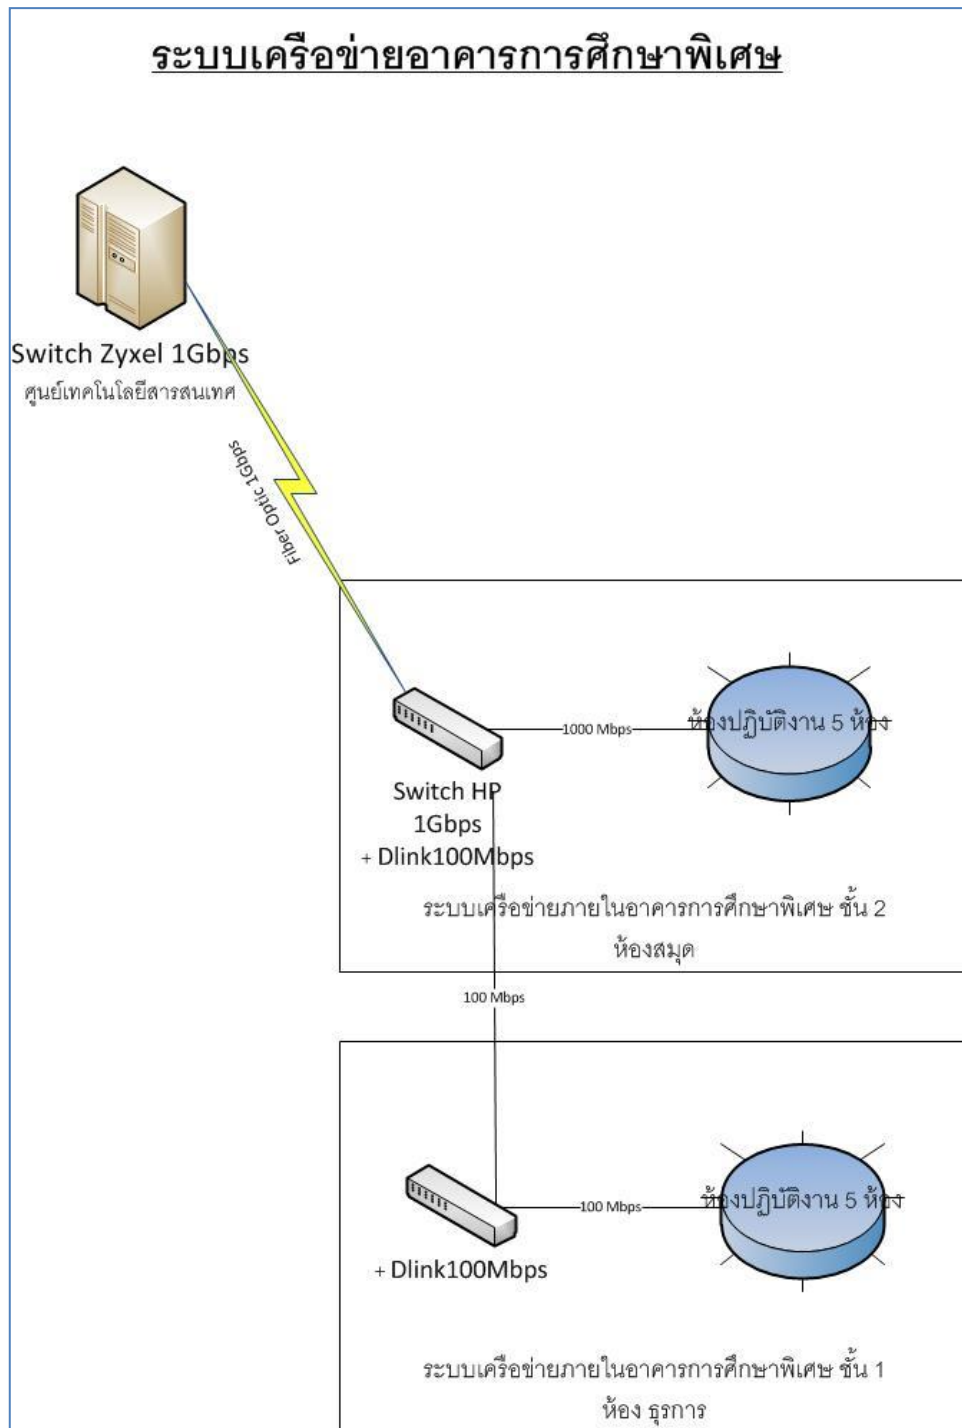 ระบบเครือข่ายอาคารการศึกษาพิเศษ
Switch Zyxel 1Gbps
ศูนย์เทคโนโลยีสารสนเทศ
Fiber Optic 1Gbps
1000 Mbps
ห้องปฏิบัติงาน 5 ห้อง
Switch HP
1Gbps
+ Dlink100Mbps
ระบบเครือข่ายภายในอาคารการศึกษาพิเศษ ชั้น 2
ห้องสมุด
100 Mbps
100 Mbps
ห้องปฏิบัติงาน 5 ห้อง
+ Dlink100Mbps
ระบบเครือข่ายภายในอาคารการศึกษาพิเศษ ชั้น 1
ห้อง ธุรการ